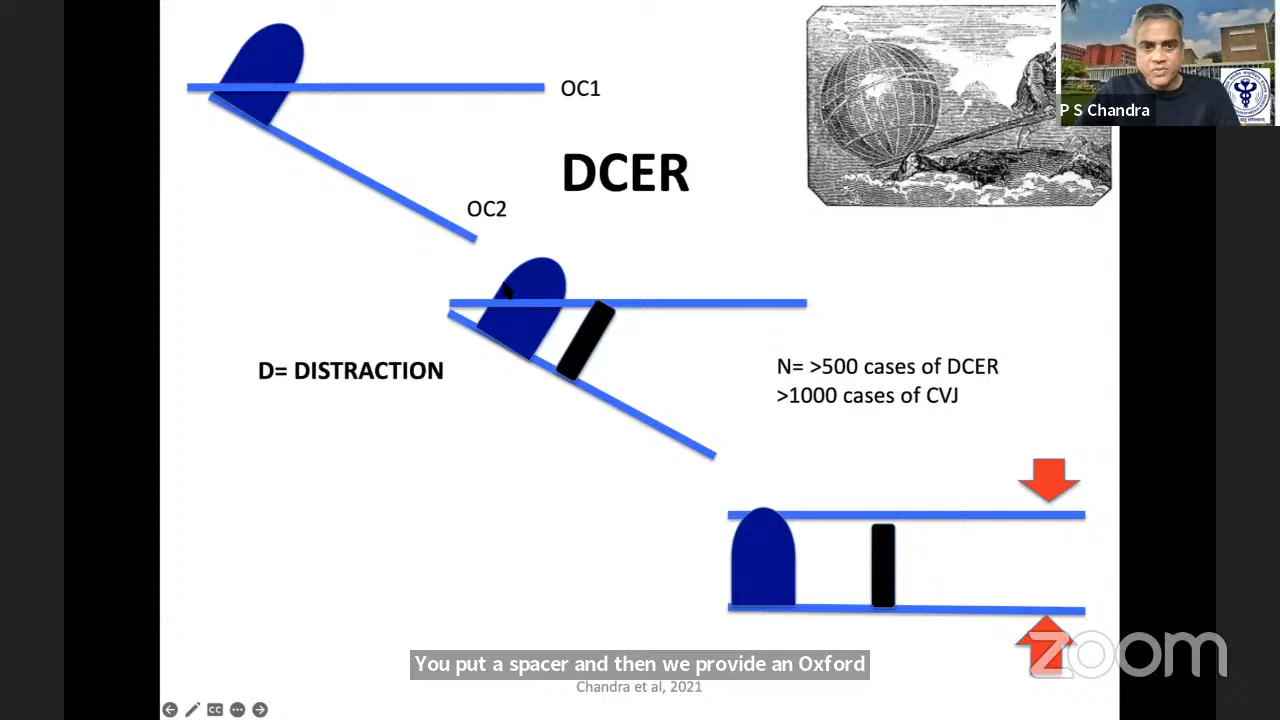 OC1
P S Chandra
DCER
OC2
D= DISTRACTION
N= >500 cases of DCER
>1000 cases of CVJ
You put a spacer and then we provide an Oxford
Chandra et al, 2021
CC
zoom